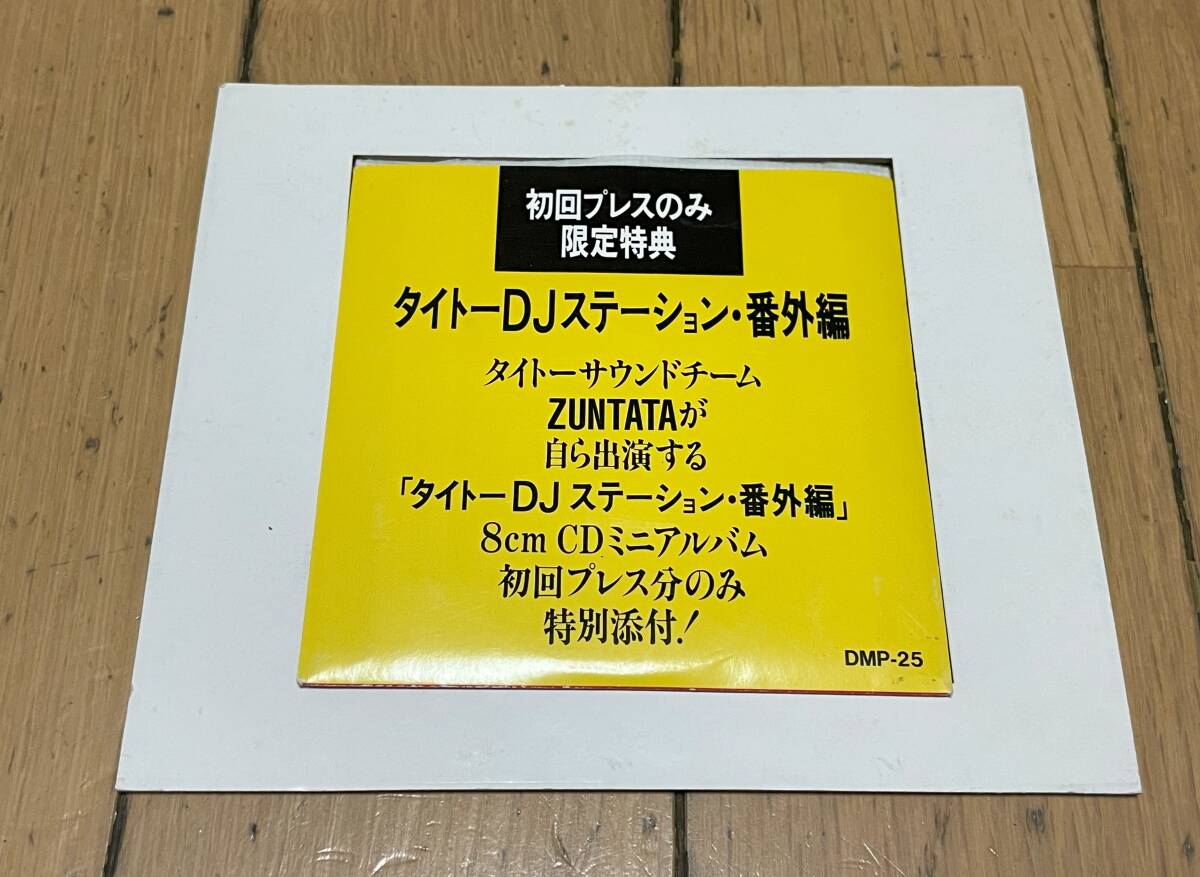 初回プレスのみ
限定特典
タイトーDJステーション・番外編
タイトーサウンドチーム
ZUNTATAが
自ら出演する
「タイトーDJステーション・番外編」
8cm CDミニアルバム
初回プレス分のみ
特別添付!
DMP-25